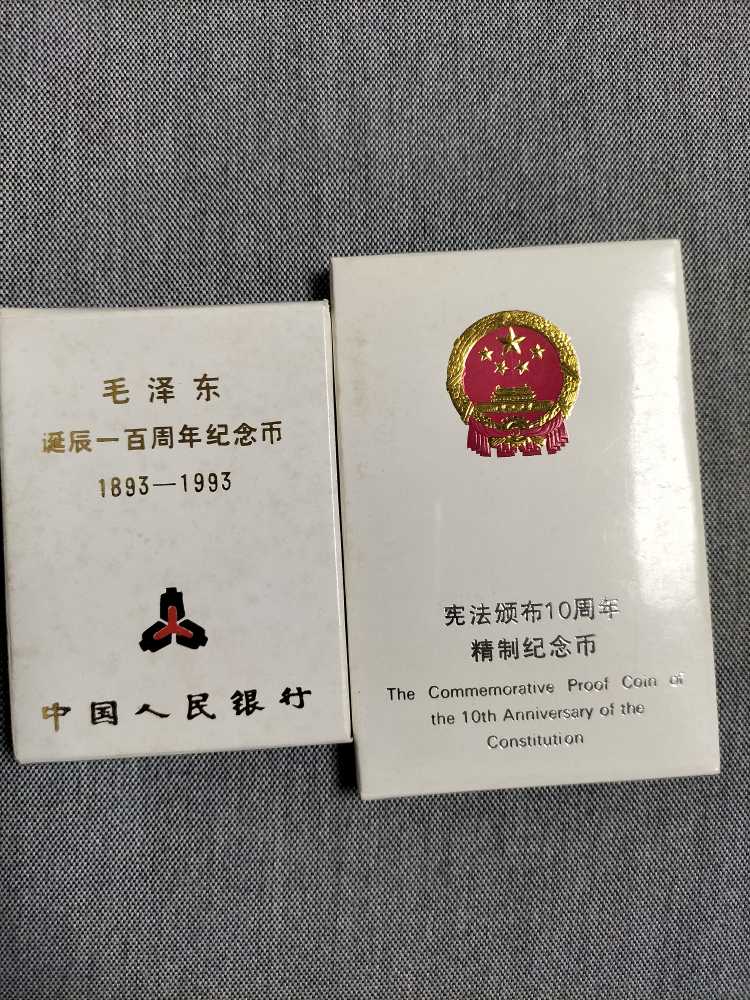 毛泽东
诞辰一百周年纪念币
1893—1993
中国人民银行
宪法颁布10周年
精制纪念币
The Commemorative Proof Coin of
the 10th Anniversary of the
Constitution